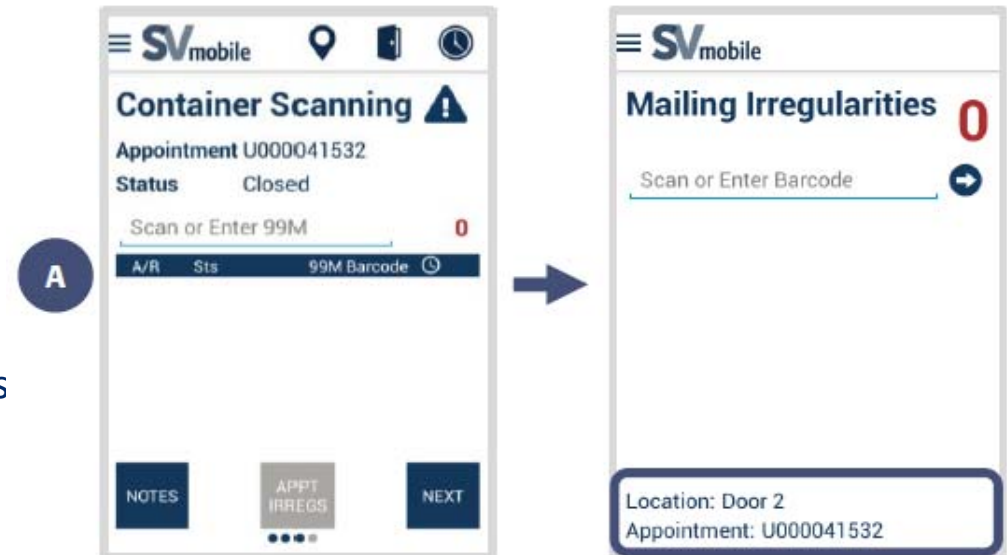 SVmobile
Container Scanning
Appointment U000041532
Status Closed
Scan or Enter 99M 0
A/R Sts 99M Barcode
NOTES
APPT
IRREGS
NEXT
A
s
SVmobile
Mailing Irregularities 0
Scan or Enter Barcode
Location: Door 2
Appointment: U000041532